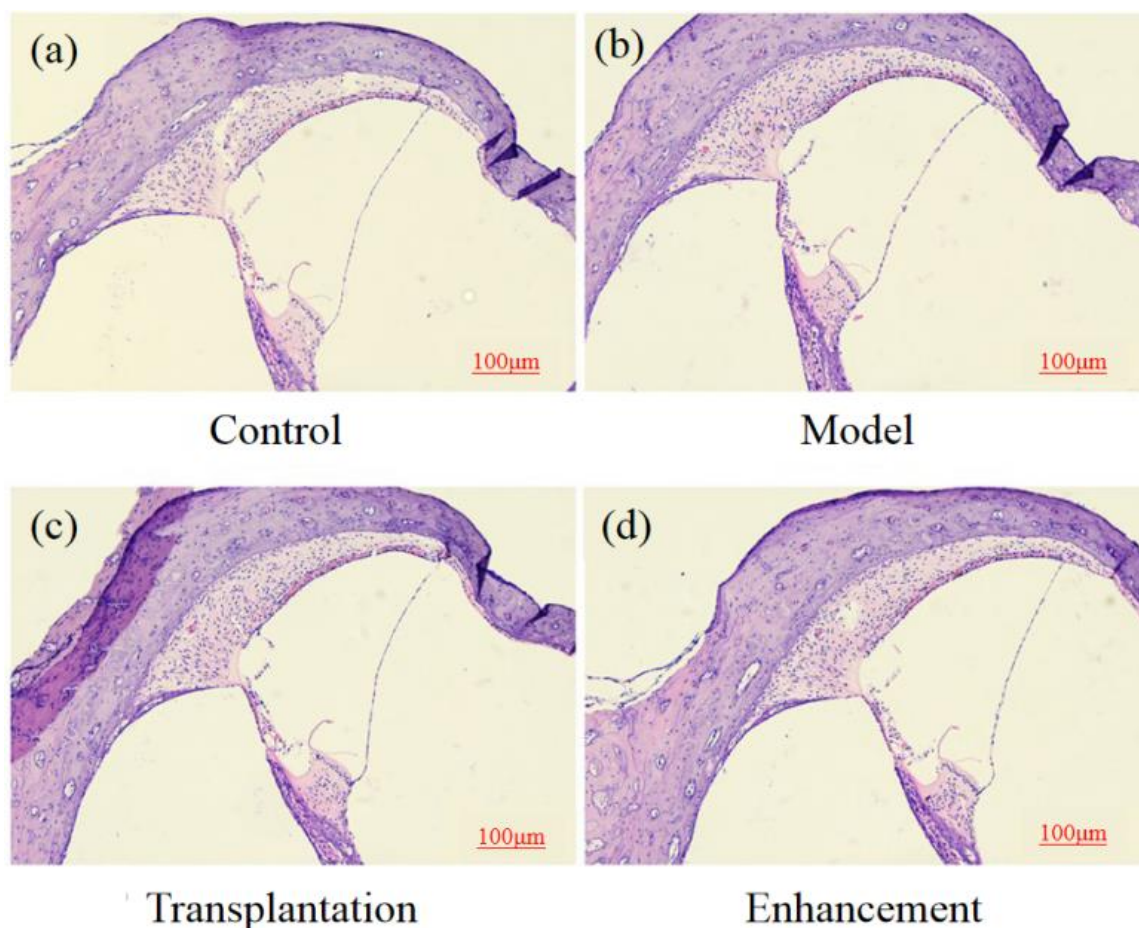 (a)
100μm
(b)
100μm
Control
Model
(c)
100μm
(d)
100μm
Transplantation
Enhancement